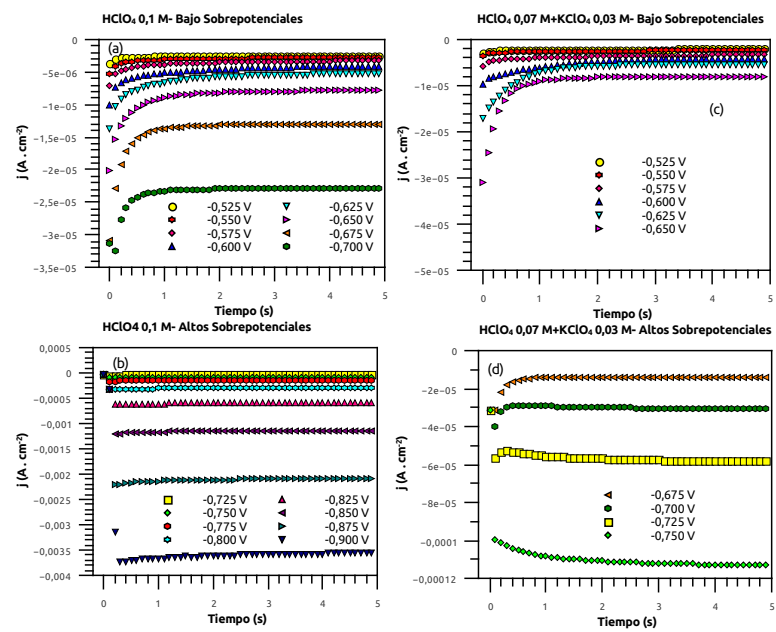 HClO₄ 0,1 M- Bajo Sobrepotenciales
(a)
0
−5e−06
−1e−05
−1,5e−05
−2e−05
−2,5e−05
−3e−05
−3,5e−05
j (A . cm⁻²)
-0,525 V
-0,550 V
-0,575 V
-0,600 V
-0,625 V
-0,650 V
-0,675 V
-0,700 V
0 1 2 3 4 5
Tiempo (s)
HClO₄ 0,07 M+KClO₄ 0,03 M- Bajo Sobrepotenciales
(c)
0
−1e−05
−2e−05
−3e−05
−4e−05
−5e−05
j (A . cm⁻²)
-0,525 V
-0,550 V
-0,575 V
-0,600 V
-0,625 V
-0,650 V
0 1 2 3 4 5
Tiempo (s)
HClO4 0,1 M- Altos Sobrepotenciales
(b)
0,0005
0
−0,0005
−0,001
−0,0015
−0,002
−0,0025
−0,003
−0,0035
−0,004
j (A . cm⁻²)
-0,725 V
-0,750 V
-0,775 V
-0,800 V
-0,825 V
-0,850 V
-0,875 V
-0,900 V
0 1 2 3 4 5
Tiempo (s)
HClO₄ 0,07 M+KClO₄ 0,03 M- Altos Sobrepotenciales
(d)
0
−2e−05
−4e−05
−6e−05
−8e−05
−0,0001
−0,00012
j (A . cm⁻²)
-0,675 V
-0,700 V
-0,725 V
-0,750 V
0 1 2 3 4 5
Tiempo (s)